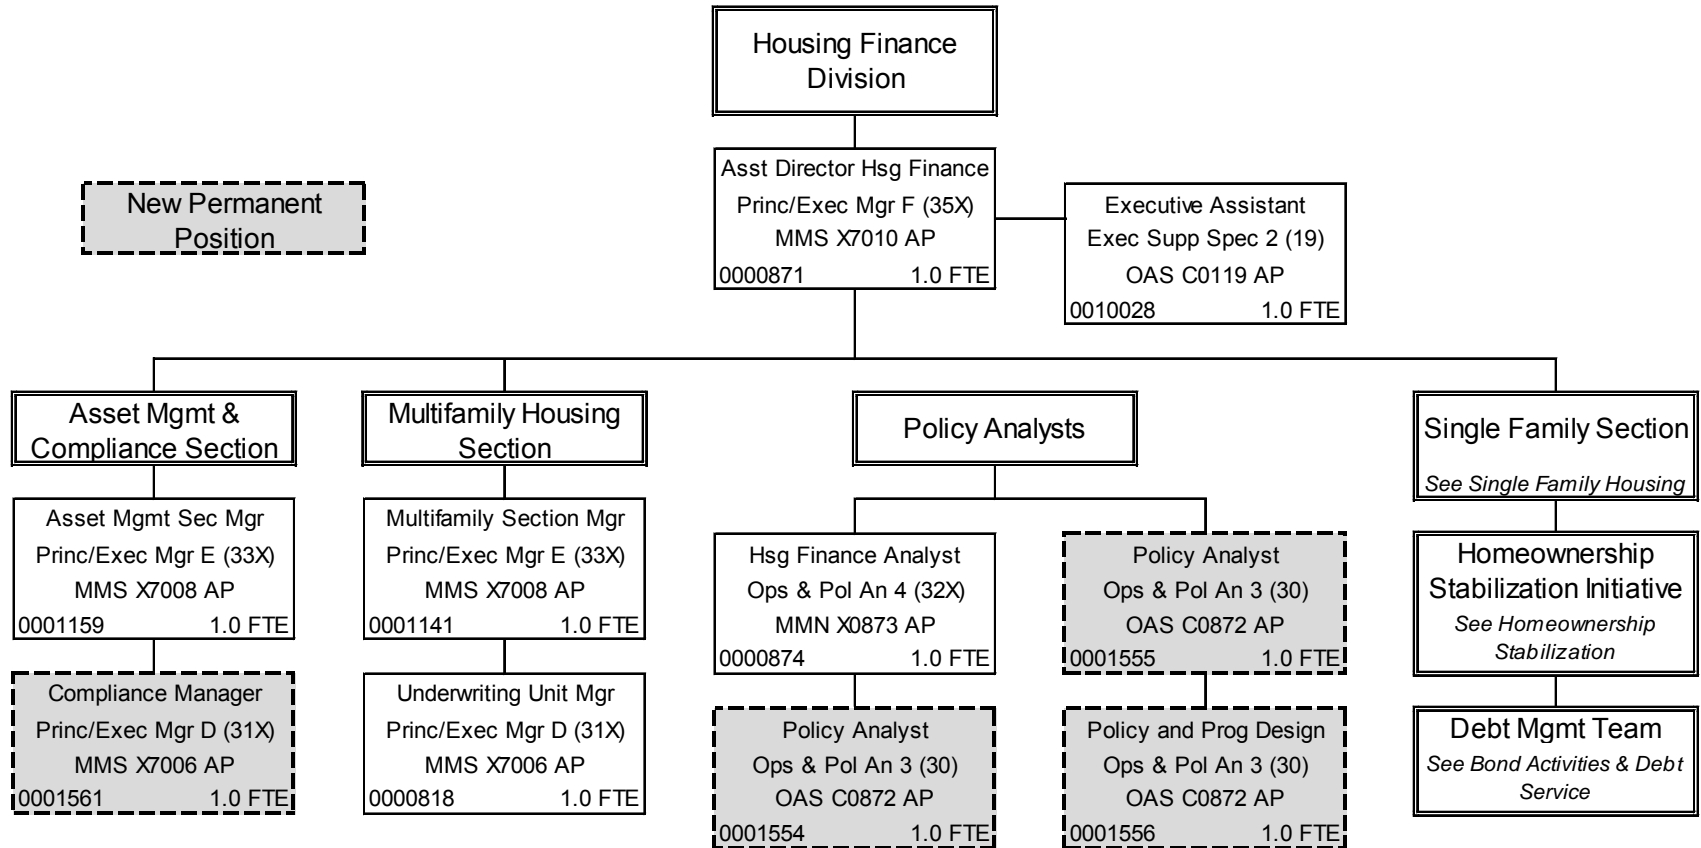 Housing Finance
Division
New Permanent
Position
Asst Director Hsg Finance
Princ/Exec Mgr F (35X)
MMS X7010 AP
0000871 1.0 FTE
Executive Assistant
Exec Supp Spec 2 (19)
OAS C0119 AP
0010028 1.0 FTE
Asset Mgmt &
Compliance Section
Asset Mgmt Sec Mgr
Princ/Exec Mgr E (33X)
MMS X7008 AP
0001159 1.0 FTE
Compliance Manager
Princ/Exec Mgr D (31X)
MMS X7006 AP
0001561 1.0 FTE
Multifamily Housing
Section
Multifamily Section Mgr
Princ/Exec Mgr E (33X)
MMS X7008 AP
0001141 1.0 FTE
Underwriting Unit Mgr
Princ/Exec Mgr D (31X)
MMS X7006 AP
0000818 1.0 FTE
Policy Analysts
Hsg Finance Analyst
Ops & Pol An 4 (32X)
MMN X0873 AP
0000874 1.0 FTE
Policy Analyst
Ops & Pol An 3 (30)
OAS C0872 AP
0001554 1.0 FTE
Policy Analyst
Ops & Pol An 3 (30)
OAS C0872 AP
0001555 1.0 FTE
Policy and Prog Design
Ops & Pol An 3 (30)
OAS C0872 AP
0001556 1.0 FTE
Single Family Section
See Single Family Housing
Homeownership
Stabilization Initiative
See Homeownership
Stabilization
Debt Mgmt Team
See Bond Activities & Debt
Service